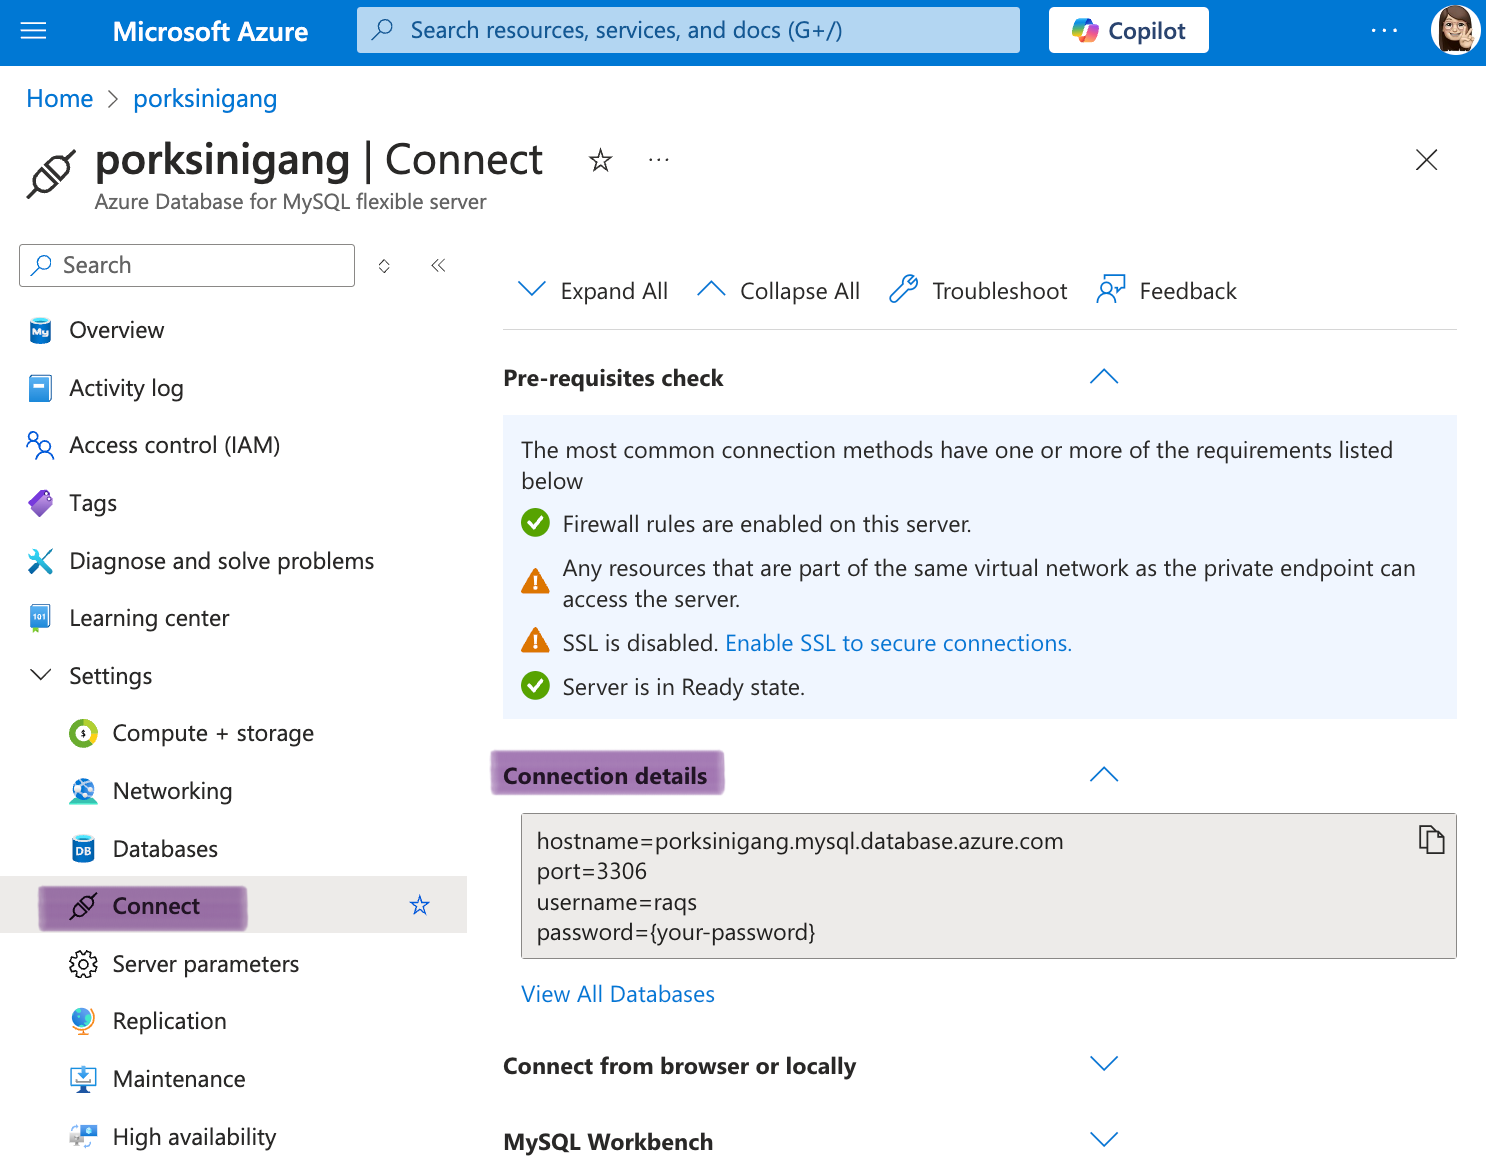 Microsoft Azure
Search resources, services, and docs (G+/)
Copilot
Home > porksinigang
porksinigang | Connect
Azure Database for MySQL flexible server
Search
Overview
Activity log
Access control (IAM)
Tags
Diagnose and solve problems
Learning center
Settings
Compute + storage
Networking
Databases
Connect
Server parameters
Replication
Maintenance
High availability
Expand All
Collapse All
Troubleshoot
Feedback
Pre-requisites check
The most common connection methods have one or more of the requirements listed
below
Firewall rules are enabled on this server.
Any resources that are part of the same virtual network as the private endpoint can
access the server.
SSL is disabled. Enable SSL to secure connections.
Server is in Ready state.
Connection details
hostname=porksinigang.mysql.database.azure.com
port=3306
username=raqs
password={your-password}
View All Databases
Connect from browser or locally
MySQL Workbench